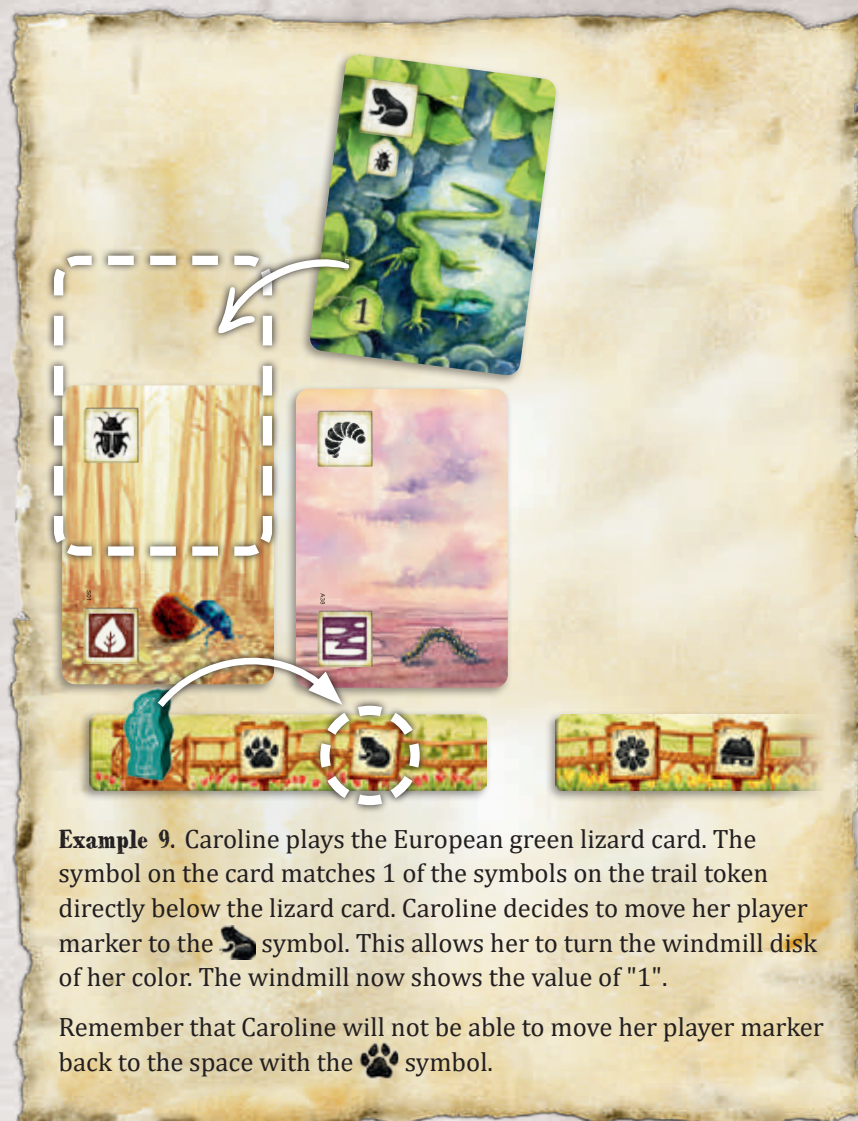 1
S01
A38
Example 9. Caroline plays the European green lizard card. The
symbol on the card matches 1 of the symbols on the trail token
directly below the lizard card. Caroline decides to move her player
marker to the symbol. This allows her to turn the windmill disk
of her color. The windmill now shows the value of "1".
Remember that Caroline will not be able to move her player marker
back to the space with the symbol.